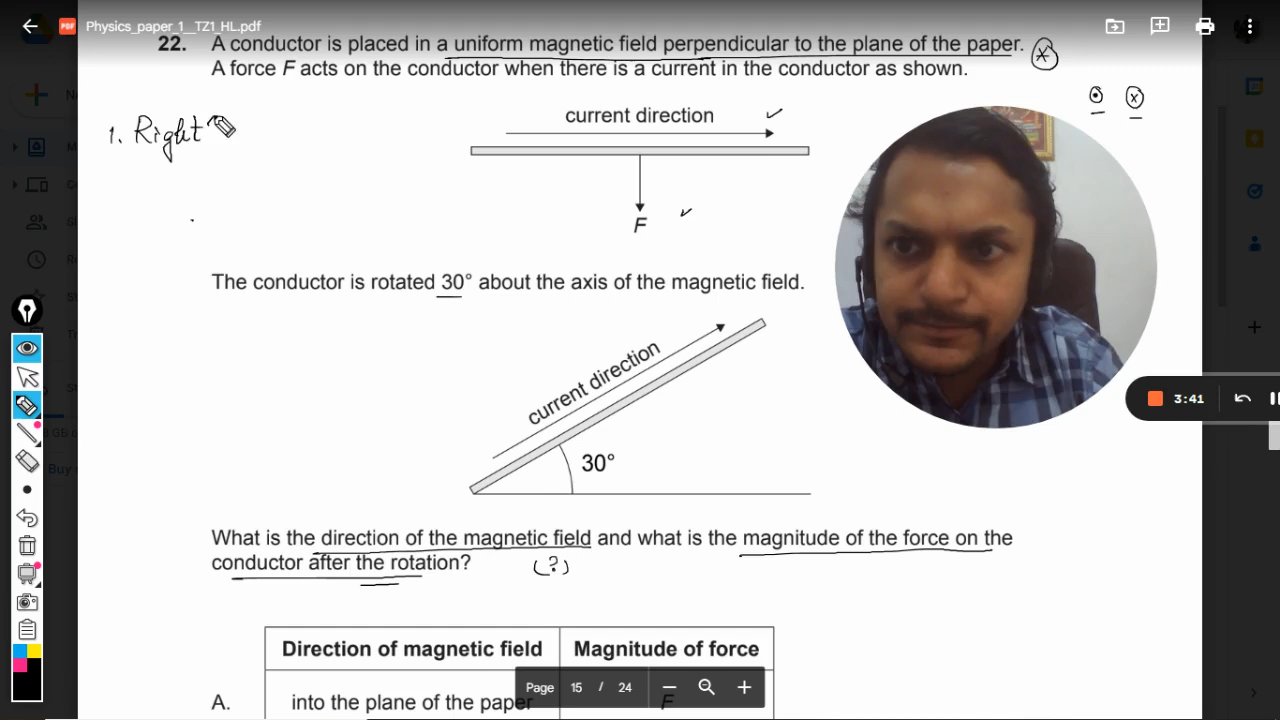 Physics_paper_1__TZ1_HL.pdf
22. A conductor is placed in a uniform magnetic field perpendicular to the plane of the paper.
A force F acts on the conductor when there is a current in the conductor as shown.
1. Right
current direction
F
The conductor is rotated 30° about the axis of the magnetic field.
current direction
30°
3:41
What is the direction of the magnetic field and what is the magnitude of the force on the
conductor after the rotation?
(?)
Direction of magnetic field Magnitude of force
Page 15 / 24
A. into the plane of the paper F